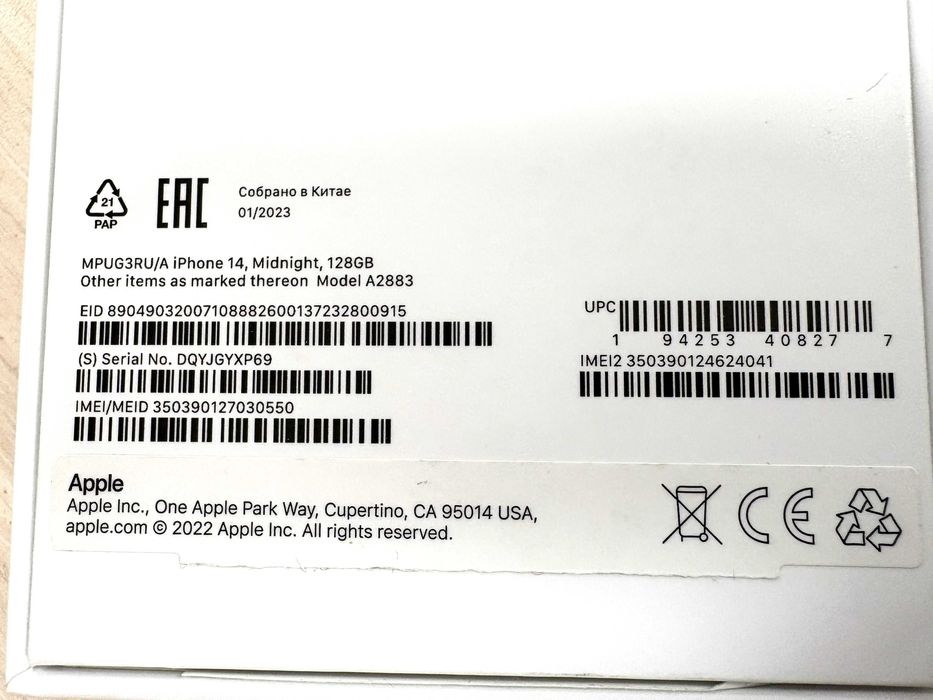 21
PAP
EAC
Собрано в Китае
01/2023
MPUG3RU/A iPhone 14, Midnight, 128GB
Other items as marked thereon Model A2883
EID 89049032007108882600137232800915
(S) Serial No. DQYJGYXP69
IMEI/MEID 350390127030550
UPC
1 94253 40827 7
IMEI2 350390124624041
Apple
Apple Inc., One Apple Park Way, Cupertino, CA 95014 USA,
apple.com © 2022 Apple Inc. All rights reserved.
CE